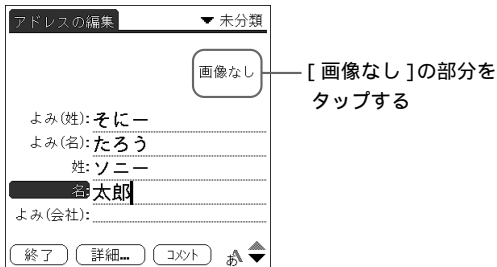 アドレスの編集 ▼ 未分類
画像なし
[ 画像なし ]の部分を
タップする
よみ(姓): そにー
よみ(名): たろう
姓: ソニー
名: 太郎
よみ(会社):
終了 詳細... コメント あA